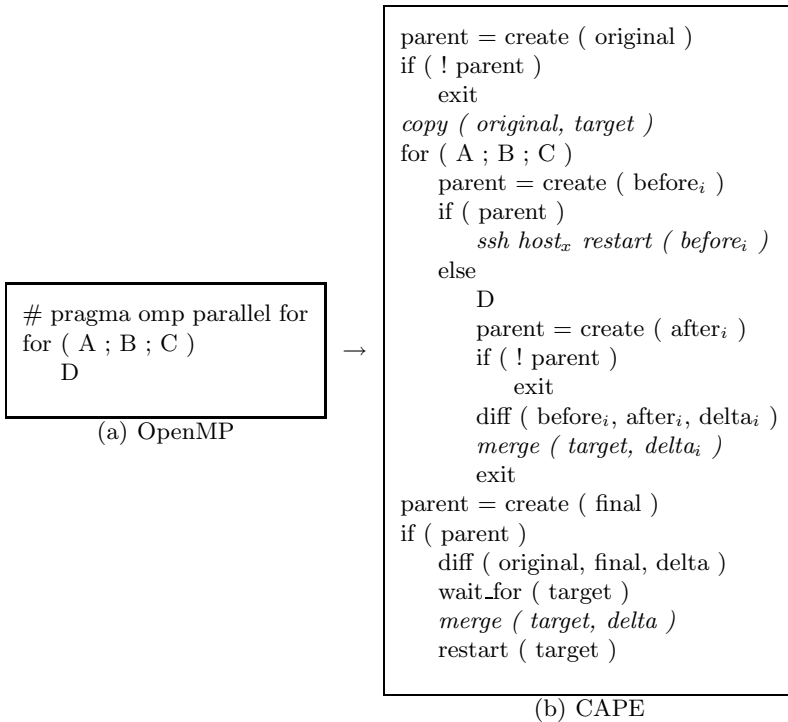 # pragma omp parallel for
for ( A ; B ; C )
D
(a) OpenMP
→
parent = create ( original )
if ( ! parent )
exit
copy ( original, target )
for ( A ; B ; C )
parent = create ( beforeᵢ )
if ( parent )
ssh hostₓ restart ( beforeᵢ )
else
D
parent = create ( afterᵢ )
if ( ! parent )
exit
diff ( beforeᵢ, afterᵢ, deltaᵢ )
merge ( target, deltaᵢ )
exit
parent = create ( final )
if ( parent )
diff ( original, final, delta )
wait_for ( target )
merge ( target, delta )
restart ( target )
(b) CAPE